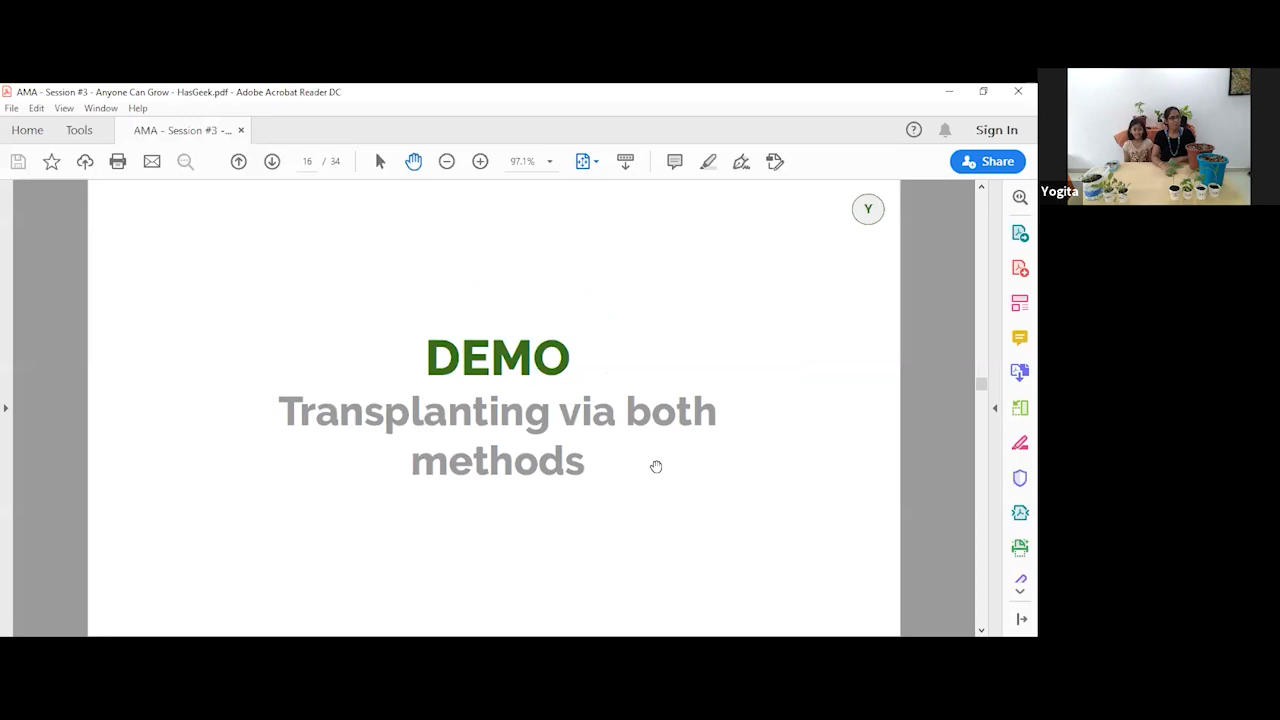 AMA - Session #3 - Anyone Can Grow - HasGeek.pdf - Adobe Acrobat Reader DC
File Edit View Window Help
Home Tools AMA - Session #3 -... ×
Sign In
16 / 34 97.1% Share
Y
DEMO
Transplanting via both
methods
Yogita